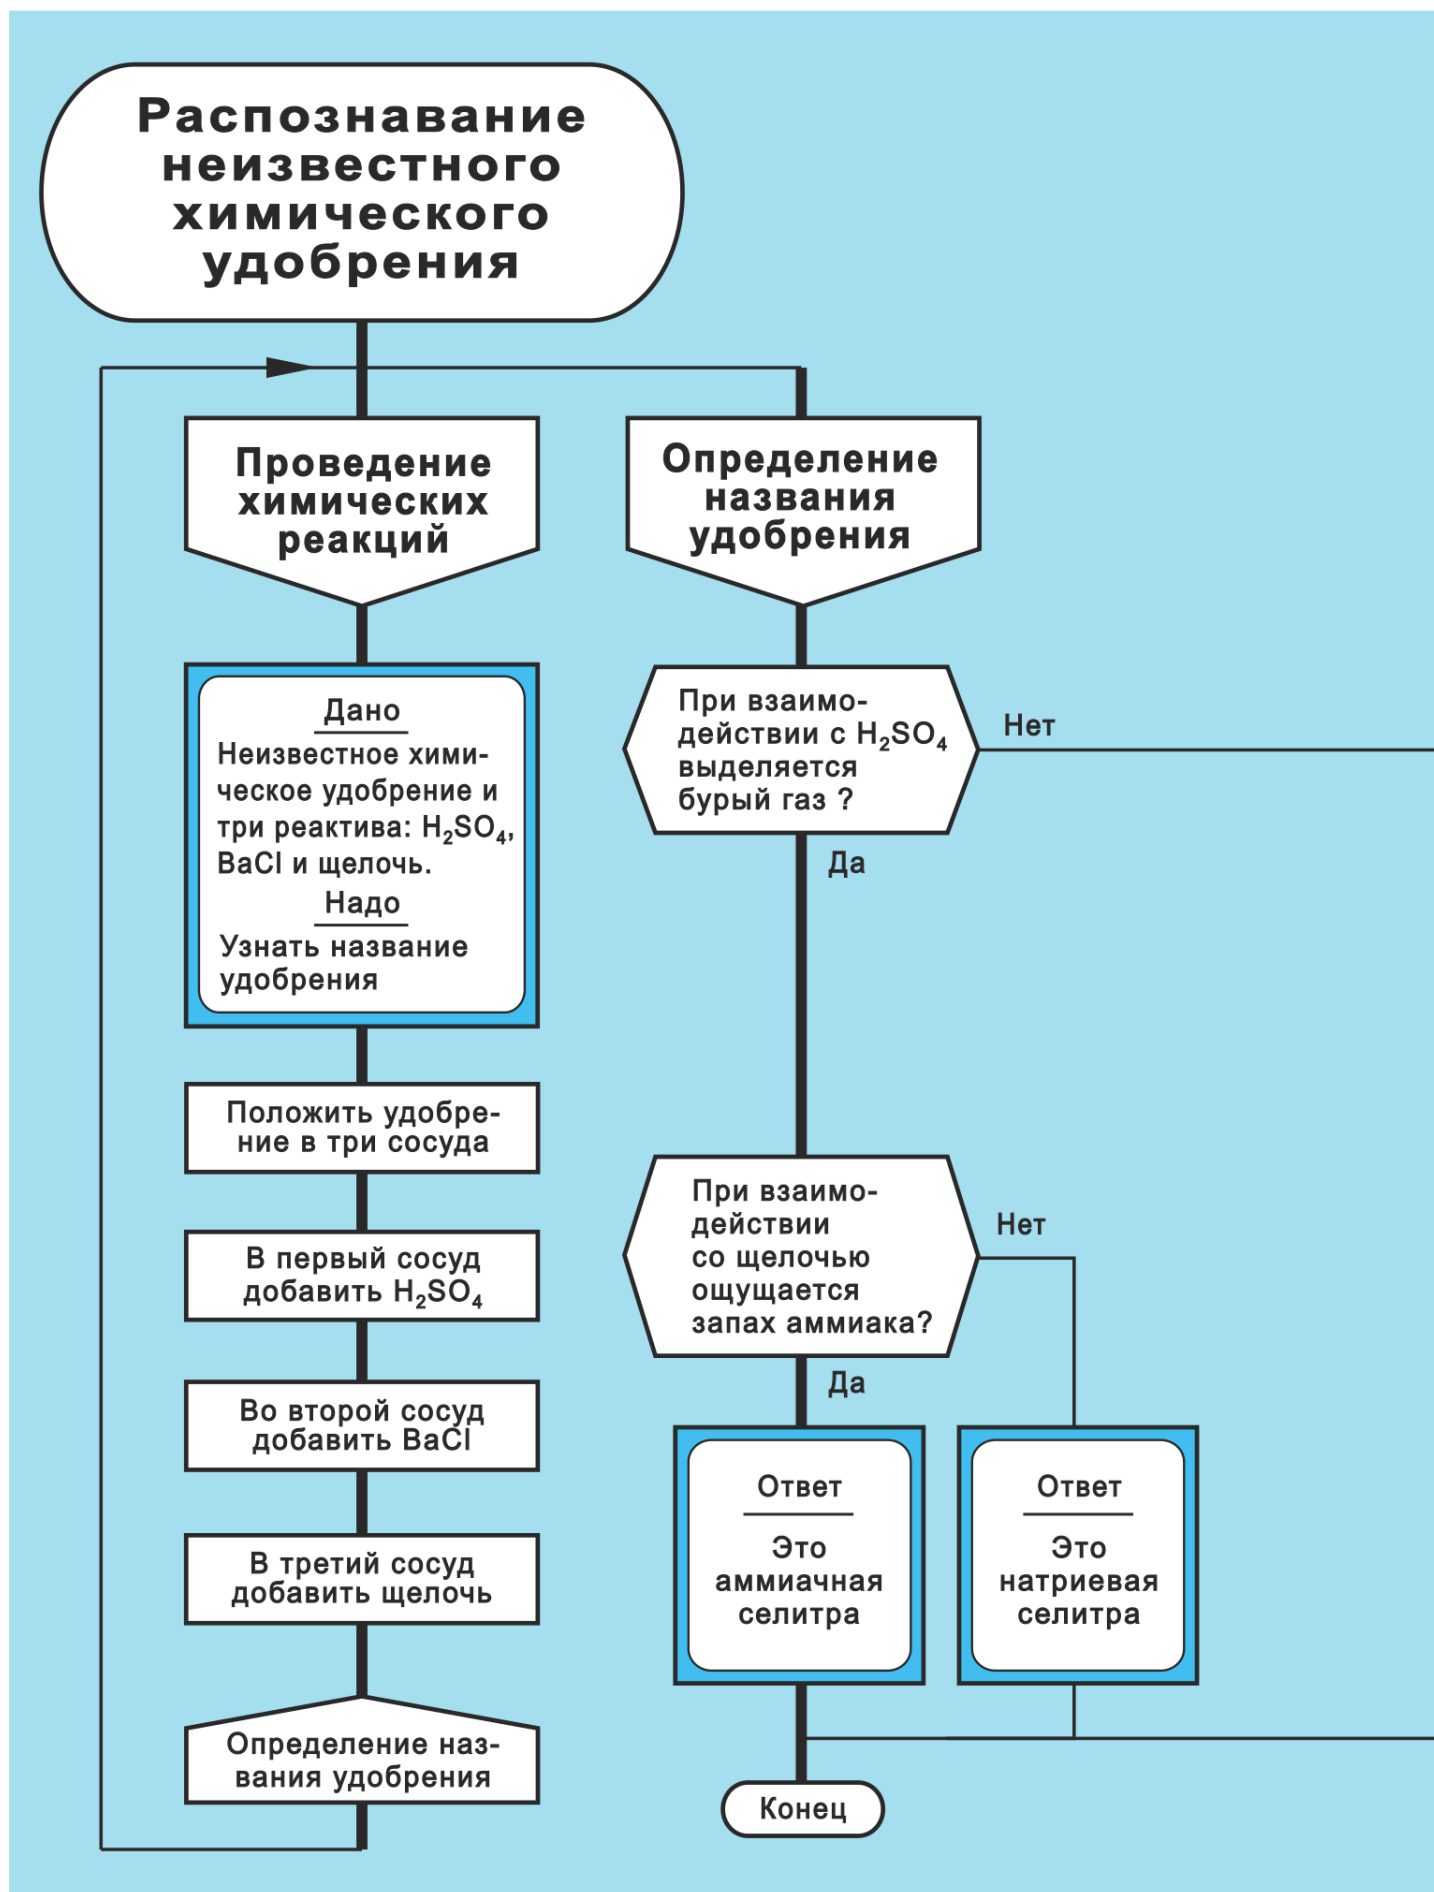 Распознавание
неизвестного
химического
удобрения
Проведение
химических
реакций
Дано
Неизвестное хими-
ческое удобрение и
три реактива: H₂SO₄,
BaCl и щелочь.
Надо
Узнать название
удобрения
Положить удобре-
ние в три сосуда
В первый сосуд
добавить H₂SO₄
Во второй сосуд
добавить BaCl
В третий сосуд
добавить щелочь
Определение наз-
вания удобрения
Определение
названия
удобрения
При взаимо-
действии с H₂SO₄
выделяется
бурый газ ?
Нет
Да
При взаимо-
действии
со щелочью
ощущается
запах аммиака?
Нет
Да
Ответ
Это
аммиачная
селитра
Ответ
Это
натриевая
селитра
Конец